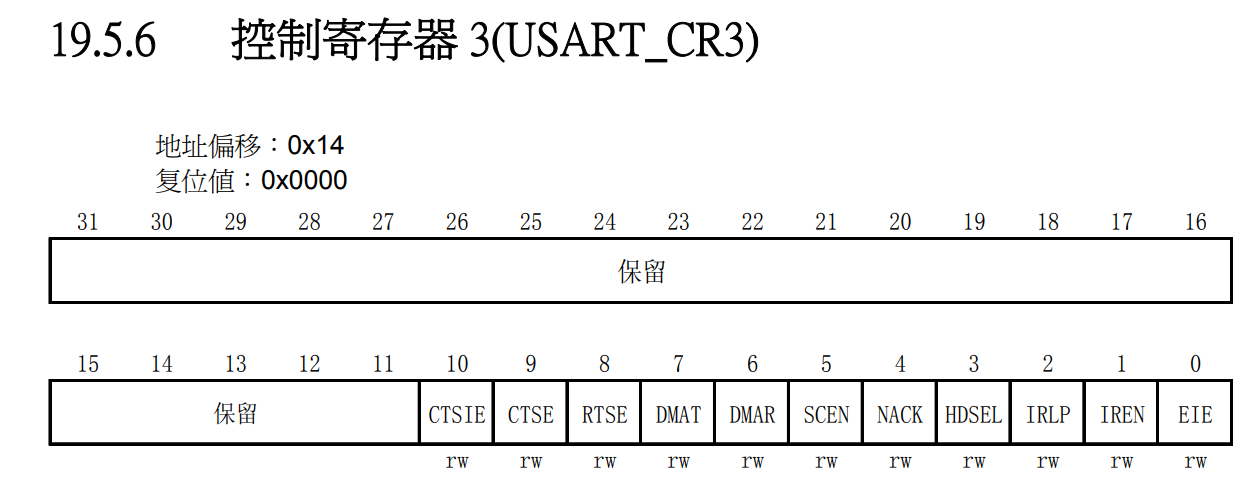 19.5.6 控制寄存器 3(USART_CR3)
地址偏移：0x14
复位値：0x0000
31 30 29 28 27 26 25 24 23 22 21 20 19 18 17 16
保留
15 14 13 12 11 10 9 8 7 6 5 4 3 2 1 0
保留 CTSIE CTSE RTSE DMAT DMAR SCEN NACK HDSEL IRLP IREN EIE
rw rw rw rw rw rw rw rw rw rw rw